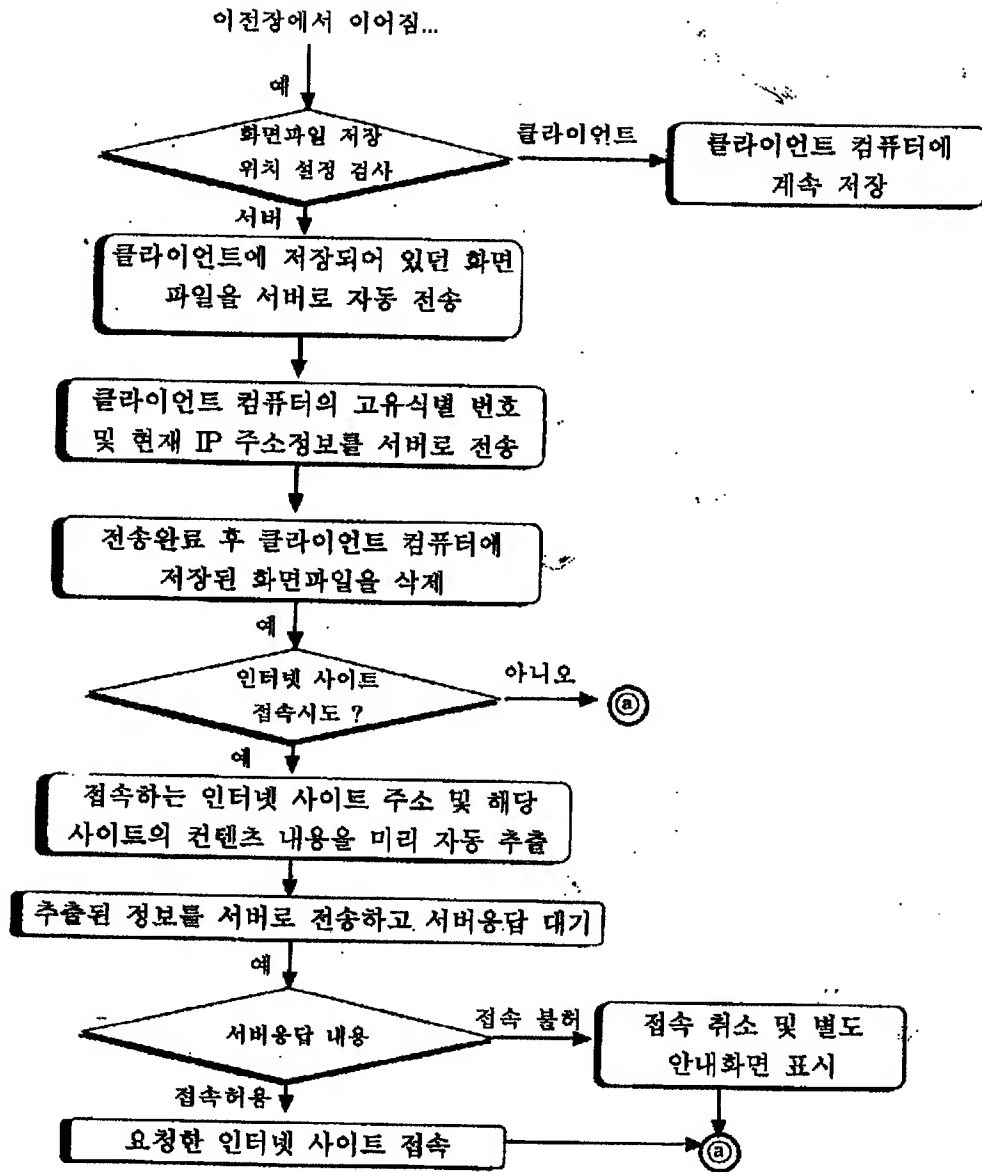 이전장에서 이어짐...
예
화면파일 저장
위치 설정 검사
클라이언트
클라이언트 컴퓨터에
계속 저장
서버
클라이언트에 저장되어 있던 화면
파일을 서버로 자동 전송
클라이언트 컴퓨터의 고유식별 번호
및 현재 IP 주소정보를 서버로 전송
전송완료 후 클라이언트 컴퓨터에
저장된 화면파일을 삭제
예
인터넷 사이트
접속시도 ?
아니오
ⓐ
예
접속하는 인터넷 사이트 주소 및 해당
사이트의 컨텐츠 내용을 미리 자동 추출
추출된 정보를 서버로 전송하고 서버응답 대기
예
서버응답 내용
접속 불허
접속 취소 및 별도
안내화면 표시
접속허용
요청한 인터넷 사이트 접속
ⓐ